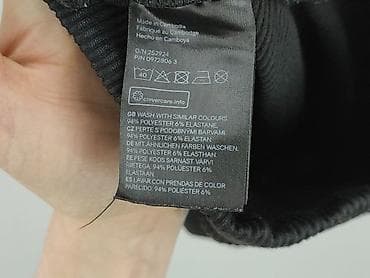 Made in Cambodia
Fabriqué au Cambodge
Hecho en Camboya
O/N 252924
P/N 0972806 3
40
clevercare.info
GB WASH WITH SIMILAR COLOURS
94% POLYESTER 6% ELASTANE
CZ PERTE S PODOBNÝMI BARVAMI
94% POLYESTER 6% ELASTAN
DE MIT ÄHNLICHEN FARBEN WASCHEN
94% POLYESTER 6% ELASTHAN
EE PESE KOOS SARNAST VÄRVI
RIIETEGA. 94% POLÜESTER 6%
ELASTAAN
ES LAVAR CON PRENDAS DE COLOR
PARECIDO 94% POLIÉSTER 6%